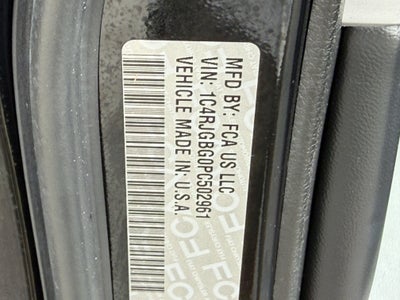 MFD BY: FCA US LLC
VIN: 1C4RJGBG0PC502961
VEHICLE MADE IN: U.S.A.